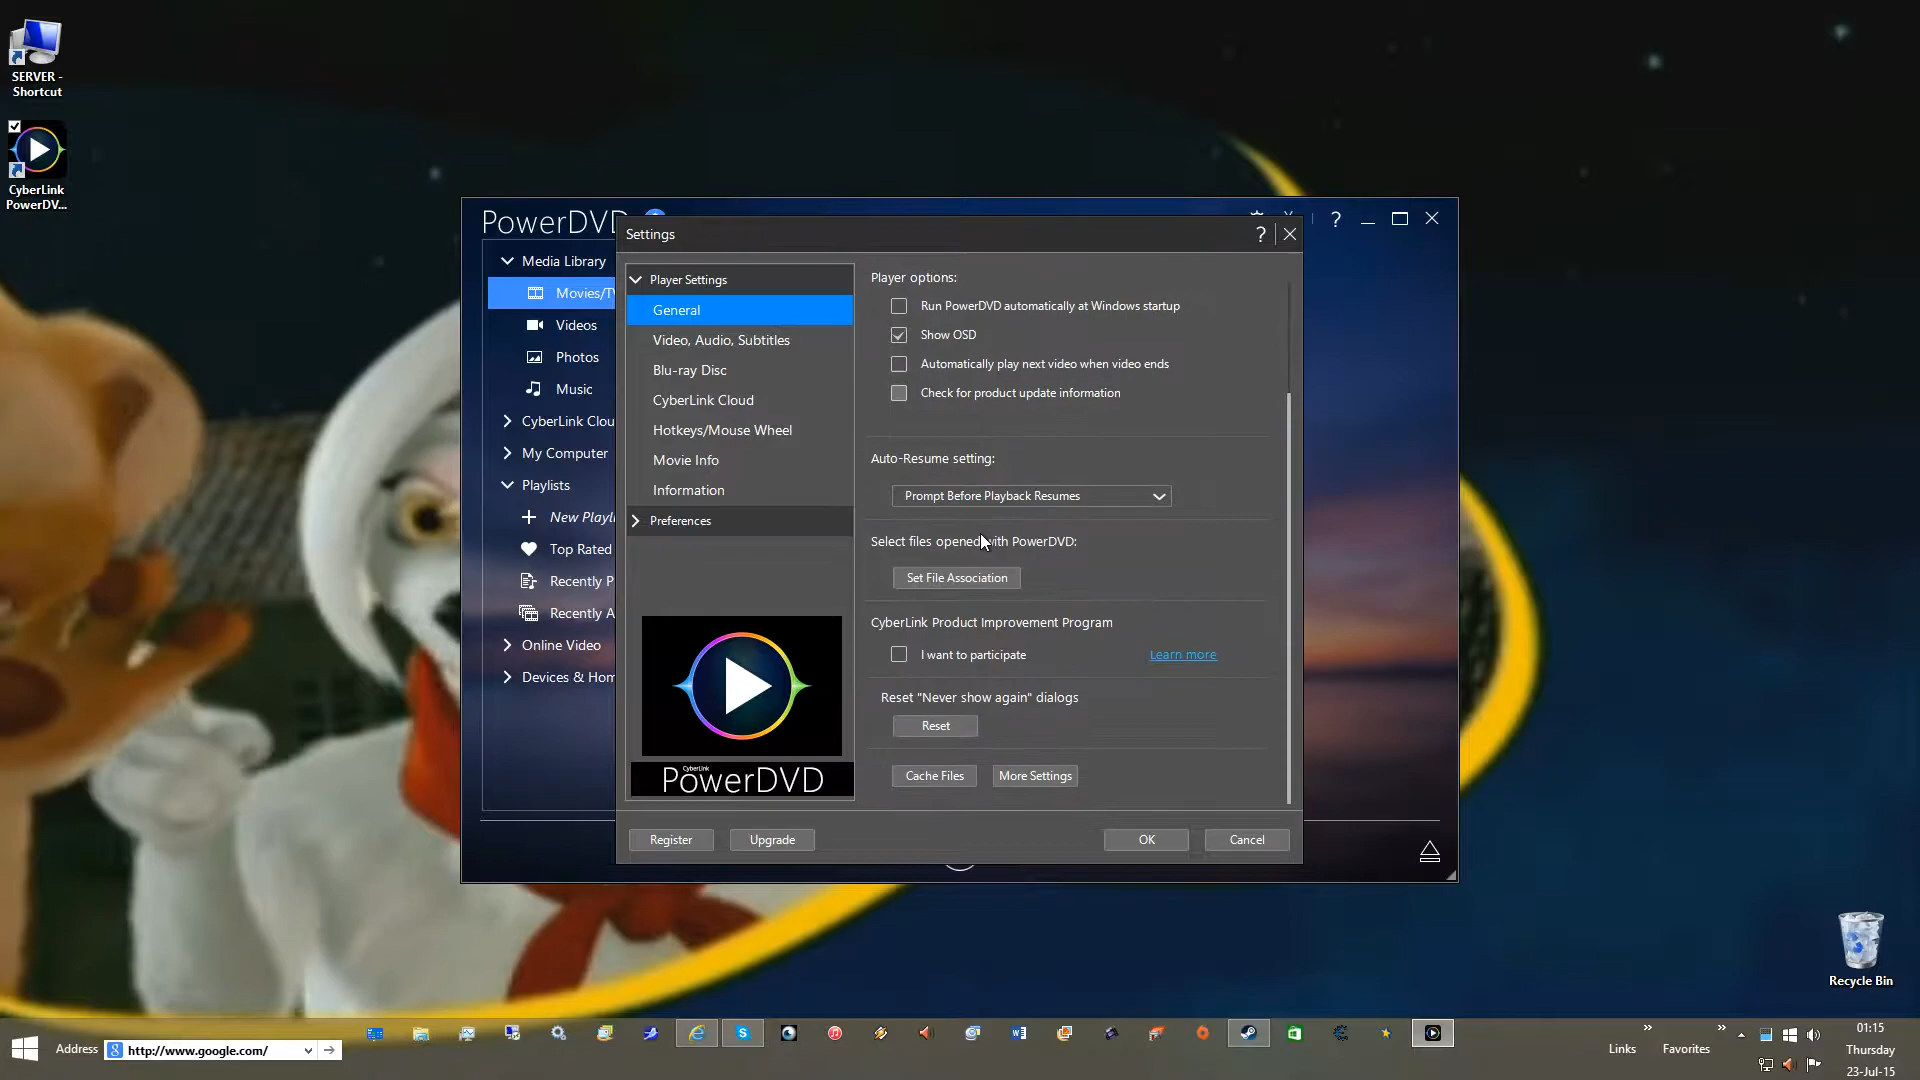 SERVER -
Shortcut
CyberLink
PowerDV...
PowerDVD
Media Library
Movies/TV
Videos
Photos
Music
CyberLink Clou
My Computer
Playlists
New Playli
Top Rated
Recently P
Recently A
Online Video
Devices & Hom
Settings
?
?
Player Settings
General
Video, Audio, Subtitles
Blu-ray Disc
CyberLink Cloud
Hotkeys/Mouse Wheel
Movie Info
Information
Preferences
CyberLink
PowerDVD
Player options:
Run PowerDVD automatically at Windows startup
Show OSD
Automatically play next video when video ends
Check for product update information
Auto-Resume setting:
Prompt Before Playback Resumes
Select files opened with PowerDVD:
Set File Association
CyberLink Product Improvement Program
I want to participate
Learn more
Reset "Never show again" dialogs
Reset
Cache Files
More Settings
Register
Upgrade
OK
Cancel
Recycle Bin
Address
http://www.google.com/
Links
Favorites
01:15
Thursday
23-Jul-15